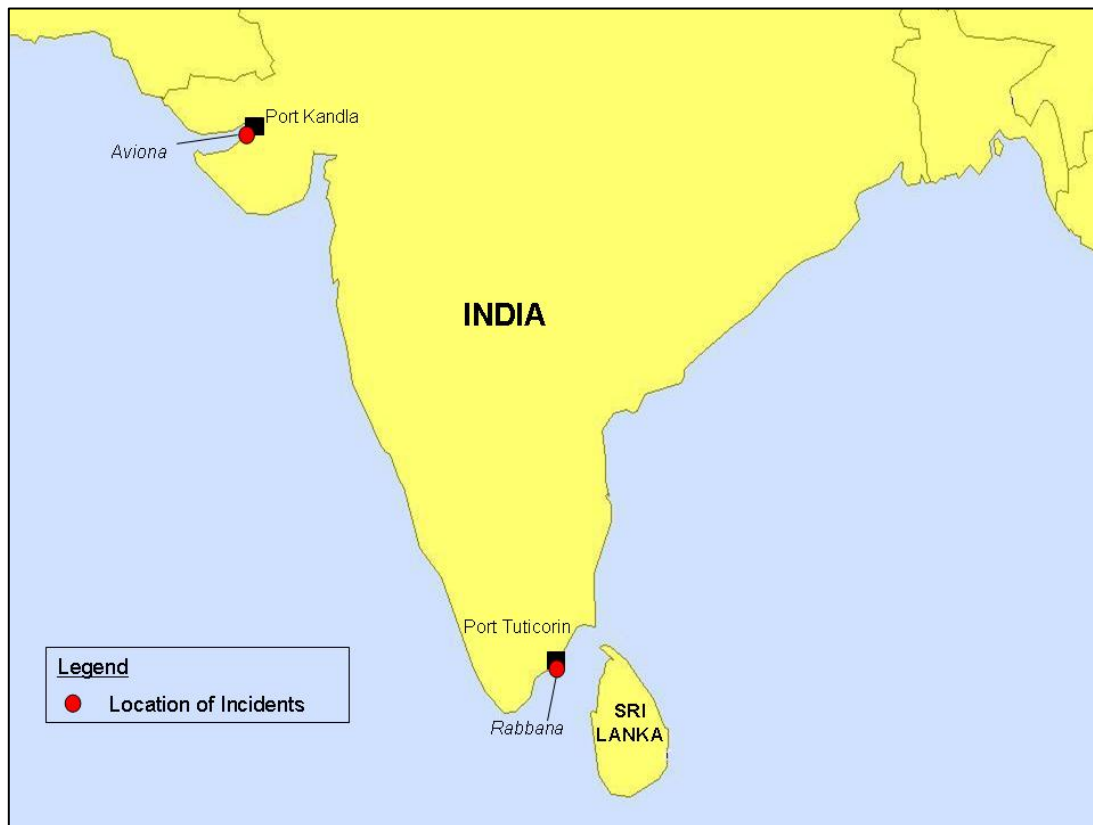 Port Kandla
Aviona
INDIA
Port Tuticorin
Legend
Location of Incidents
Rabbana
SRI
LANKA